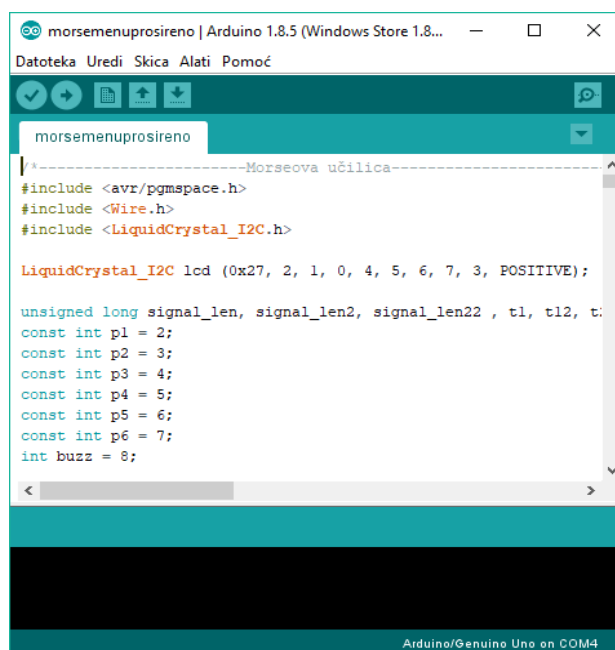 morsemenuprosireno | Arduino 1.8.5 (Windows Store 1.8...
Datoteka Uredi Skica Alati Pomoć
morsemenuprosireno
/*-----------------------Morseova učilica-----------------------
#include <avr/pgmspace.h>
#include <Wire.h>
#include <LiquidCrystal_I2C.h>
LiquidCrystal_I2C lcd (0x27, 2, 1, 0, 4, 5, 6, 7, 3, POSITIVE);
unsigned long signal_len, signal_len2, signal_len22 , t1, t12, t
const int p1 = 2;
const int p2 = 3;
const int p3 = 4;
const int p4 = 5;
const int p5 = 6;
const int p6 = 7;
int buzz = 8;
Arduino/Genuino Uno on COM4